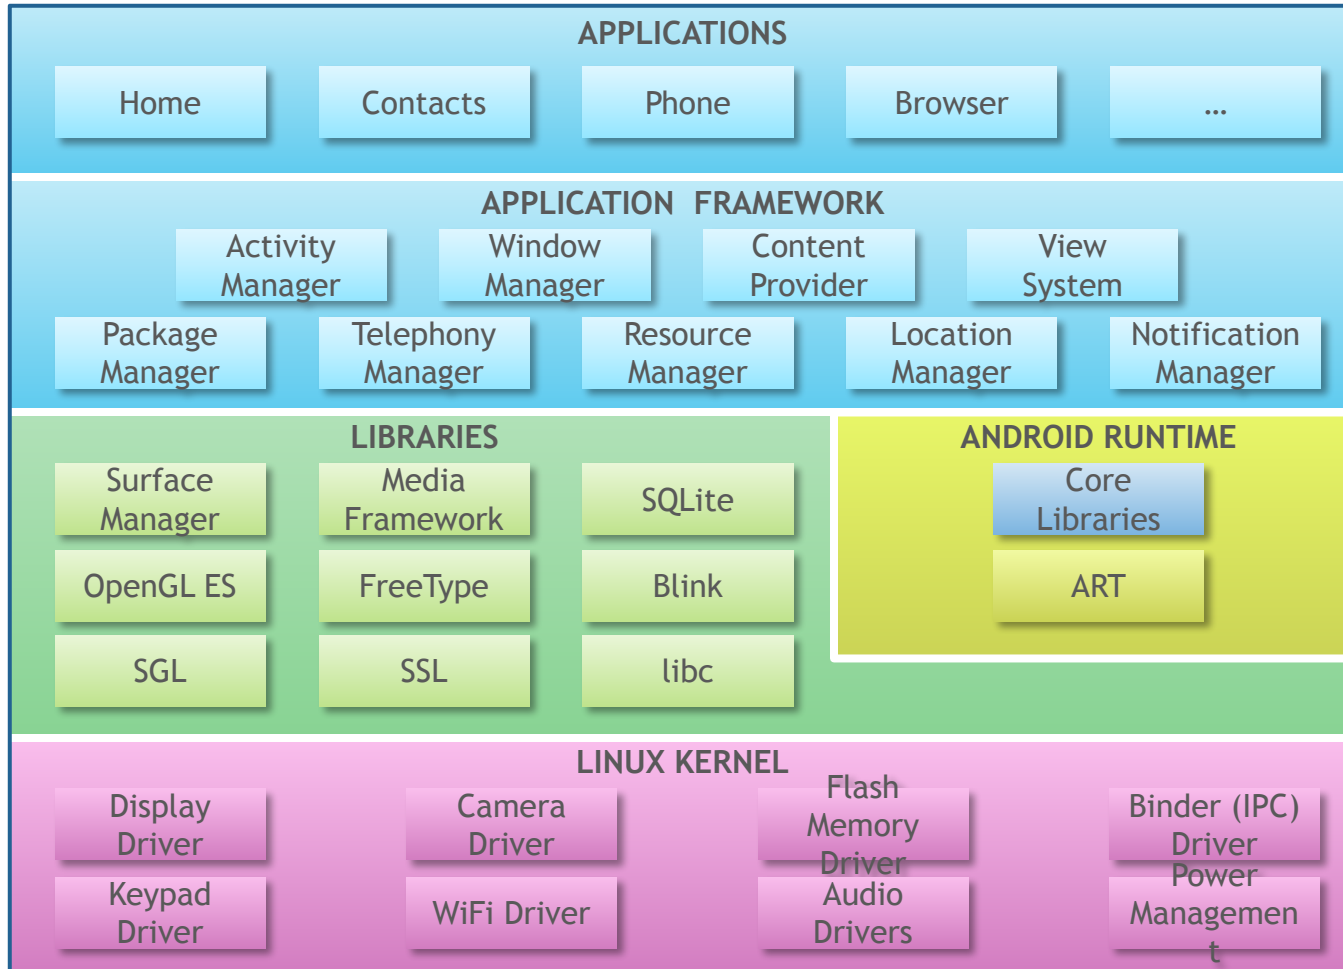 APPLICATIONS
Home
Contacts
Phone
Browser
...
APPLICATION FRAMEWORK
Activity
Manager
Window
Manager
Content
Provider
View
System
Package
Manager
Telephony
Manager
Resource
Manager
Location
Manager
Notification
Manager
LIBRARIES
Surface
Manager
Media
Framework
SQLite
OpenGL ES
FreeType
Blink
SGL
SSL
libc
ANDROID RUNTIME
Core
Libraries
ART
LINUX KERNEL
Display
Driver
Camera
Driver
Flash
Memory
Driver
Binder (IPC)
Driver
Keypad
Driver
WiFi Driver
Audio
Drivers
Power
Managemen
t